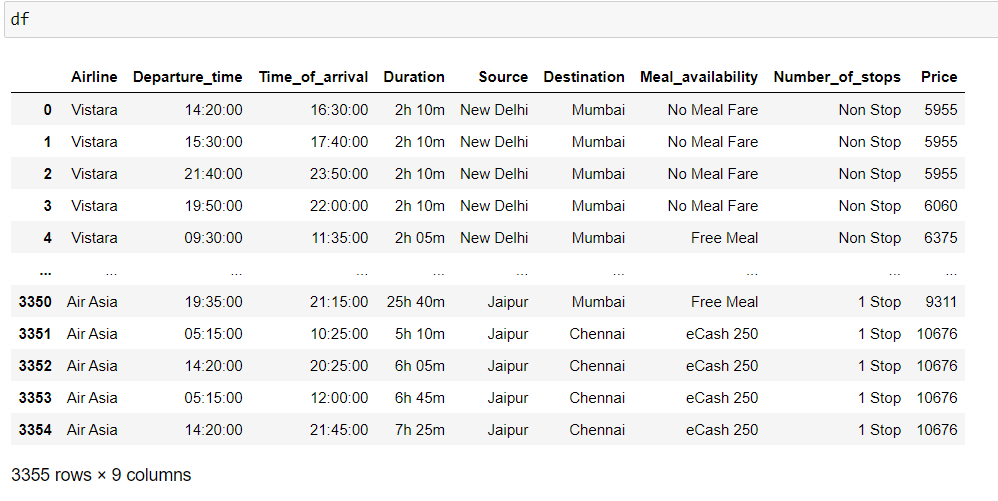 df
Airline Departure_time Time_of_arrival Duration Source Destination Meal_availability Number_of_stops Price
0 Vistara 14:20:00 16:30:00 2h 10m New Delhi Mumbai No Meal Fare Non Stop 5955
1 Vistara 15:30:00 17:40:00 2h 10m New Delhi Mumbai No Meal Fare Non Stop 5955
2 Vistara 21:40:00 23:50:00 2h 10m New Delhi Mumbai No Meal Fare Non Stop 5955
3 Vistara 19:50:00 22:00:00 2h 10m New Delhi Mumbai No Meal Fare Non Stop 6060
4 Vistara 09:30:00 11:35:00 2h 05m New Delhi Mumbai Free Meal Non Stop 6375
... ... ... ... ... ... ... ... ... ...
3350 Air Asia 19:35:00 21:15:00 25h 40m Jaipur Mumbai Free Meal 1 Stop 9311
3351 Air Asia 05:15:00 10:25:00 5h 10m Jaipur Chennai eCash 250 1 Stop 10676
3352 Air Asia 14:20:00 20:25:00 6h 05m Jaipur Chennai eCash 250 1 Stop 10676
3353 Air Asia 05:15:00 12:00:00 6h 45m Jaipur Chennai eCash 250 1 Stop 10676
3354 Air Asia 14:20:00 21:45:00 7h 25m Jaipur Chennai eCash 250 1 Stop 10676
3355 rows × 9 columns